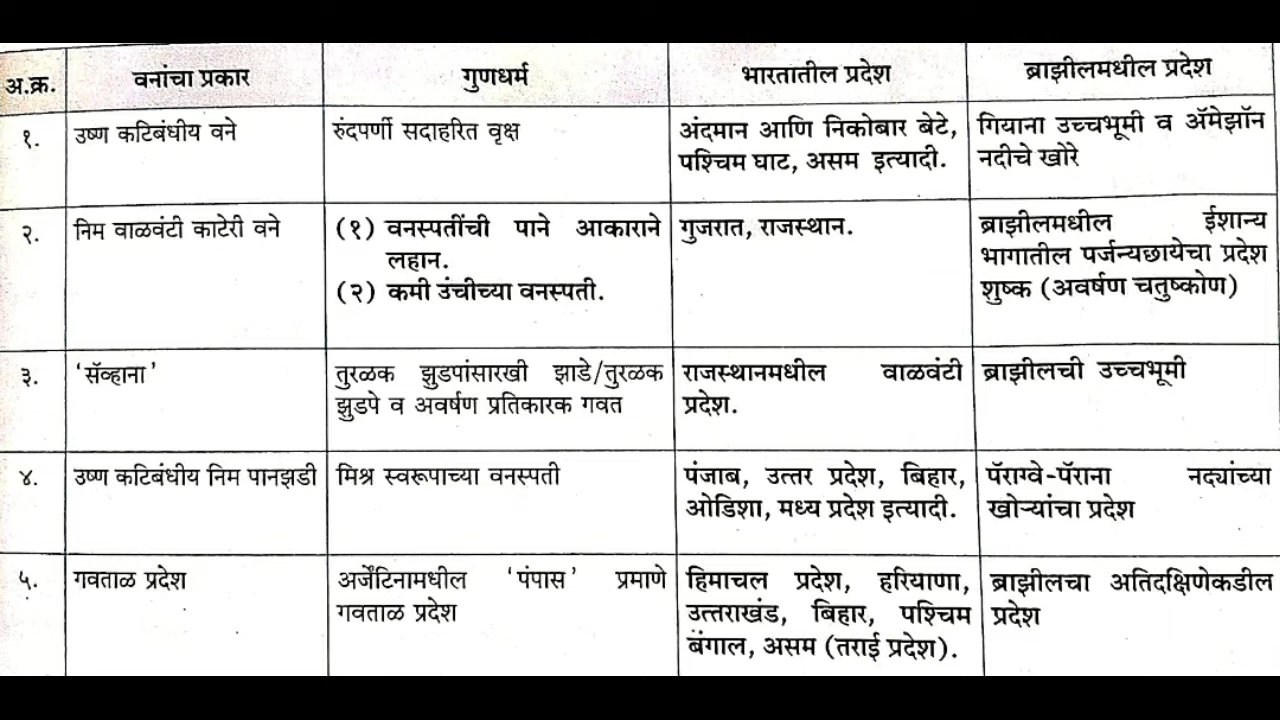 अ.क्र. वनांचा प्रकार गुणधर्म भारतातील प्रदेश ब्राझीलमधील प्रदेश
१. उष्ण कटिबंधीय वने रुंदपर्णी सदाहरित वृक्ष अंदमान आणि निकोबार बेटे, गियाना उच्चभूमी व ॲमेझॉन
पश्चिम घाट, असम इत्यादी. नदीचे खोरे
२. निम वाळवंटी काटेरी वने (१) वनस्पतींची पाने आकाराने गुजरात, राजस्थान. ब्राझीलमधील ईशान्य
लहान. भागातील पर्जन्यछायेचा प्रदेश
(२) कमी उंचीच्या वनस्पती. शुष्क (अवर्षण चतुष्कोण)
३. 'सॅव्हाना' तुरळक झुडपांसारखी झाडे/तुरळक राजस्थानमधील वाळवंटी ब्राझीलची उच्चभूमी
झुडपे व अवर्षण प्रतिकारक गवत प्रदेश.
४. उष्ण कटिबंधीय निम पानझडी मिश्र स्वरूपाच्या वनस्पती पंजाब, उत्तर प्रदेश, बिहार, पॅराग्वे-पॅराना नद्यांच्या
ओडिशा, मध्य प्रदेश इत्यादी. खोऱ्यांचा प्रदेश
५. गवताळ प्रदेश अर्जेंटिनामधील 'पंपास' प्रमाणे हिमाचल प्रदेश, हरियाणा, ब्राझीलचा अतिदक्षिणेकडील
गवताळ प्रदेश उत्तराखंड, बिहार, पश्चिम प्रदेश
बंगाल, असम (तराई प्रदेश).